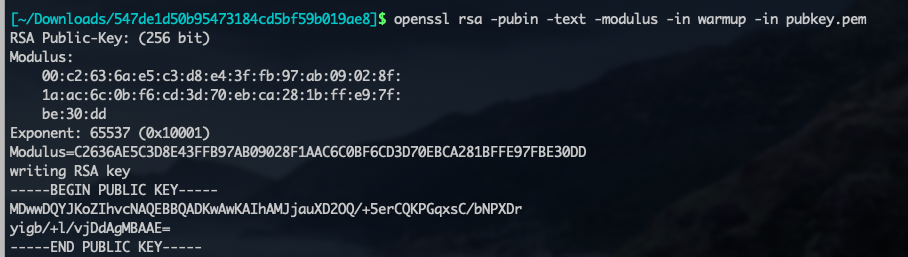 [~/Downloads/547de1d50b95473184cd5bf59b019ae8]$ openssl rsa -pubin -text -modulus -in warmup -in pubkey.pem
RSA Public-Key: (256 bit)
Modulus:
    00:c2:63:6a:e5:c3:d8:e4:3f:fb:97:ab:09:02:8f:
    1a:ac:6c:0b:f6:cd:3d:70:eb:ca:28:1b:ff:e9:7f:
    be:30:dd
Exponent: 65537 (0x10001)
Modulus=C2636AE5C3D8E43FFB97AB09028F1AAC6C0BF6CD3D70EBCA281BFFE97FBE30DD
writing RSA key
-----BEGIN PUBLIC KEY-----
MDwwDQYJKoZIhvcNAQEBBQADKwAwKAIhAMJjauXD2OQ/+5erCQKPGqxsC/bNPXDr
yigb/+l/vjDdAgMBAAE=
-----END PUBLIC KEY-----